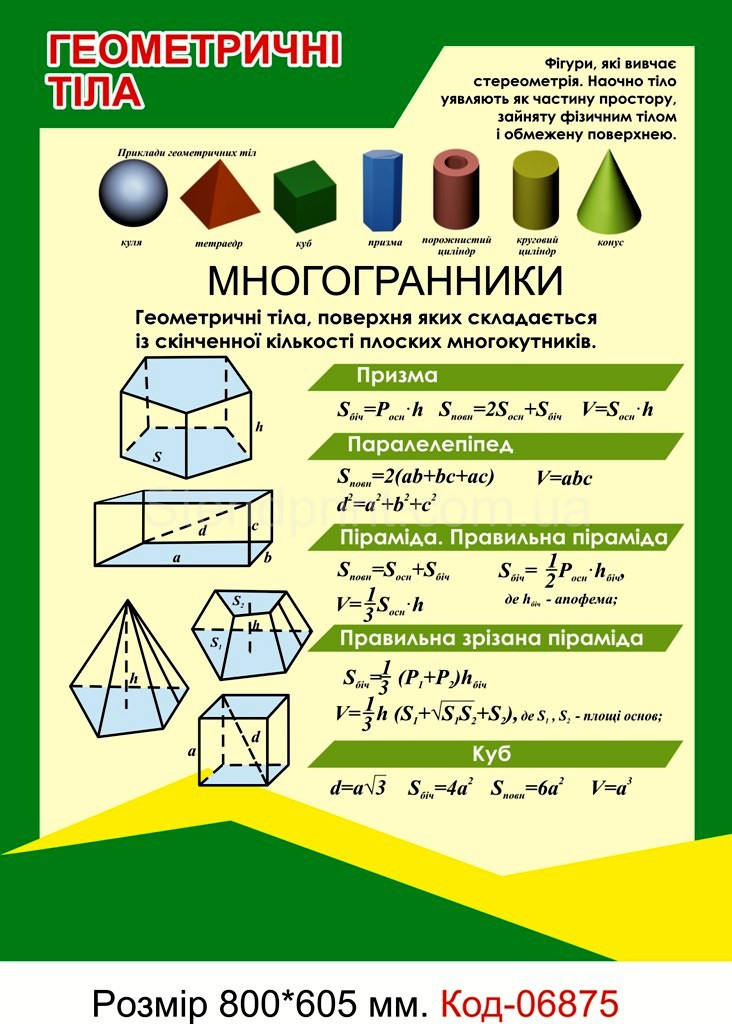 ГЕОМЕТРИЧНІ
ТІЛА
Фігури, які вивчає
стереометрія. Наочно тіло
уявляють як частину простору,
зайняту фізичним тілом
і обмежену поверхнею.
Приклади геометричних тіл
куля
тетраедр
куб
призма
порожнистий
циліндр
круговий
циліндр
конус
МНОГОГРАННИКИ
Геометричні тіла, поверхня яких складається
із скінченної кількості плоских многокутників.
h
S
Призма
Sбіч=Pосн·h Sповн=2Sосн+Sбіч V=Sосн·h
Паралелепіпед
Sповн=2(ab+bc+ac) V=abc
d²=a²+b²+c²
d
c
a
b
Stendprint.com.ua
Піраміда. Правильна піраміда
Sповн=Sосн+Sбіч Sбіч= 1/2 Pосн·hбіч,
V=1/3 Sосн·h де hбіч - апофема;
S₂
h
S₁
h
Правильна зрізана піраміда
Sбіч=1/3 (P₁+P₂)hбіч
V=1/3 h (S₁+√S₁S₂+S₂), де S₁ , S₂ - площі основ;
a
d
Куб
d=a√3 Sбіч=4a² Sповн=6a² V=a³
Розмір 800*605 мм. Код-06875